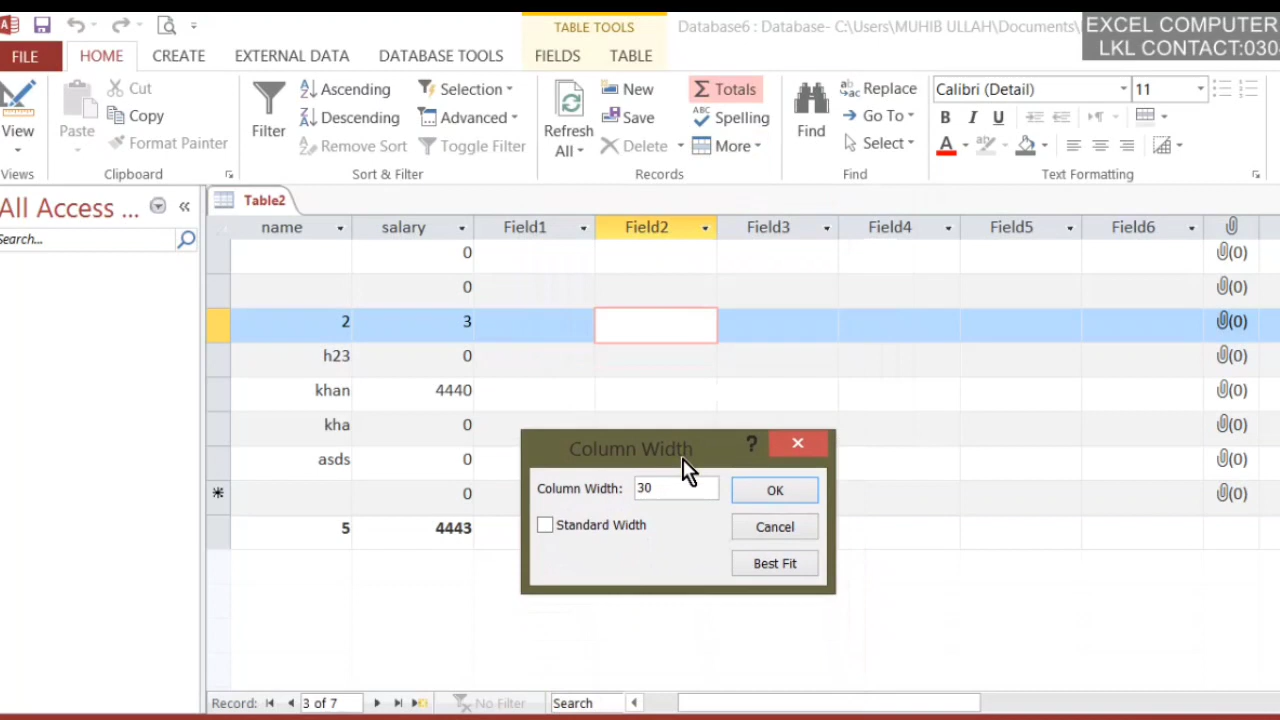 TABLE TOOLS
Database6 : Database- C:\Users\MUHIB ULLAH\Documents\
EXCEL COMPUTER
LKL CONTACT:030
FILE
HOME
CREATE
EXTERNAL DATA
DATABASE TOOLS
FIELDS
TABLE
View
Views
Paste
Cut
Copy
Format Painter
Clipboard
Filter
Ascending
Descending
Remove Sort
Selection
Advanced
Toggle Filter
Sort & Filter
Refresh
All
New
Save
Delete
Totals
Spelling
More
Records
Find
Replace
Go To
Select
Find
Calibri (Detail)
11
B I U
A
Text Formatting
All Access ...
Search...
Table2
name salary Field1 Field2 Field3 Field4 Field5 Field6
0 (0)
0 (0)
2 3 (0)
h23 0 (0)
khan 4440 (0)
kha 0 (0)
asds 0 (0)
* 0 (0)
5 4443
Column Width
?
Column Width: 30
OK
Standard Width
Cancel
Best Fit
Record: 3 of 7 No Filter Search